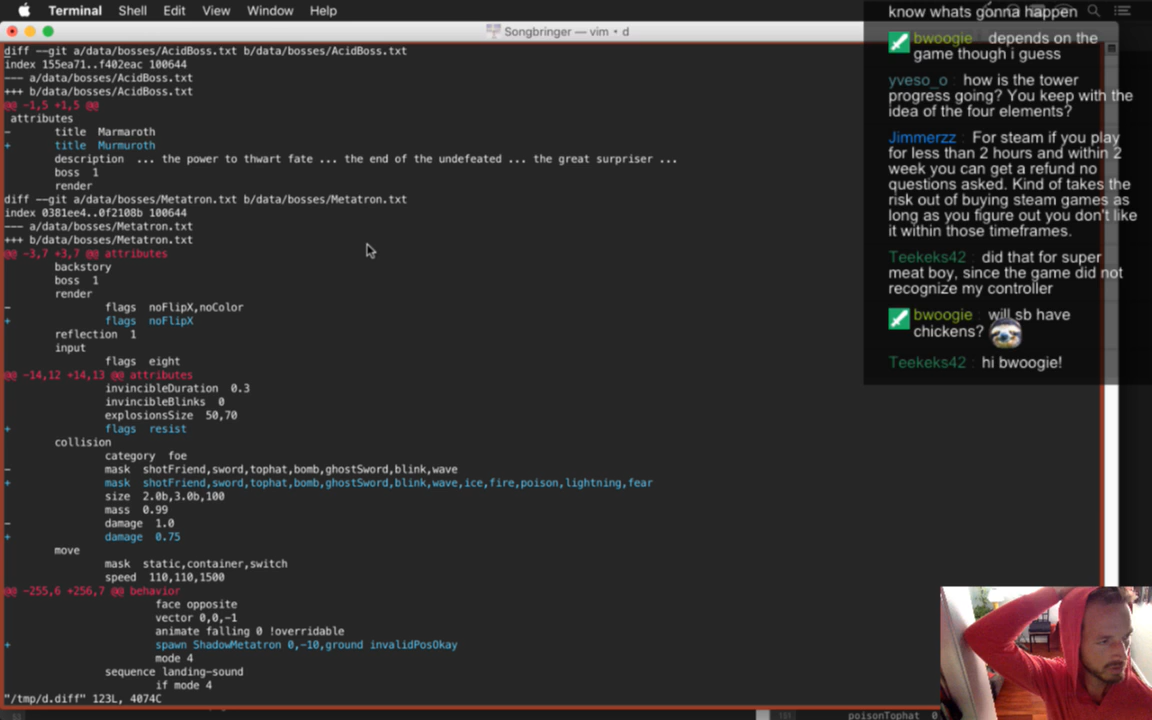 Terminal Shell Edit View Window Help
Songbringer — vim • d
diff --git a/data/bosses/AcidBoss.txt b/data/bosses/AcidBoss.txt
index 155ea71..f402eac 100644
--- a/data/bosses/AcidBoss.txt
+++ b/data/bosses/AcidBoss.txt
@@ -1,5 +1,5 @@
attributes
- title Marmaroth
+ title Murmuroth
description ... the power to thwart fate ... the end of the undefeated ... the great surpriser ...
boss 1
render
diff --git a/data/bosses/Metatron.txt b/data/bosses/Metatron.txt
index 0381ee4..0f2108b 100644
--- a/data/bosses/Metatron.txt
+++ b/data/bosses/Metatron.txt
@@ -3,7 +3,7 @@ attributes
backstory
boss 1
render
- flags noFlipX,noColor
+ flags noFlipX
reflection 1
input
flags eight
@@ -14,12 +14,13 @@ attributes
invincibleDuration 0.3
invincibleBlinks 0
explosionsSize 50,70
+ flags resist
collision
category foe
- mask shotFriend,sword,tophat,bomb,ghostSword,blink,wave
+ mask shotFriend,sword,tophat,bomb,ghostSword,blink,wave,ice,fire,poison,lightning,fear
size 2.0b,3.0b,100
mass 0.99
- damage 1.0
+ damage 0.75
move
mask static,container,switch
speed 110,110,1500
@@ -255,6 +256,7 @@ behavior
face opposite
vector 0,0,-1
animate falling 0 !overridable
+ spawn ShadowMetatron 0,-10,ground invalidPosOkay
mode 4
sequence landing-sound
if mode 4
"/tmp/d.diff" 123L, 4074C
know whats gonna happen
bwoogie depends on the
game though i guess
yveso_o : how is the tower
progress going? You keep with the
idea of the four elements?
Jimmerzz : For steam if you play
for less than 2 hours and within 2
week you can get a refund no
questions asked. Kind of takes the
risk out of buying steam games as
long as you figure out you don't like
it within those timeframes.
Teekeks42 : did that for super
meat boy, since the game did not
recognize my controller
bwoogie : will sb have
chickens?
Teekeks42 : hi bwoogie!
poisonTophat 0